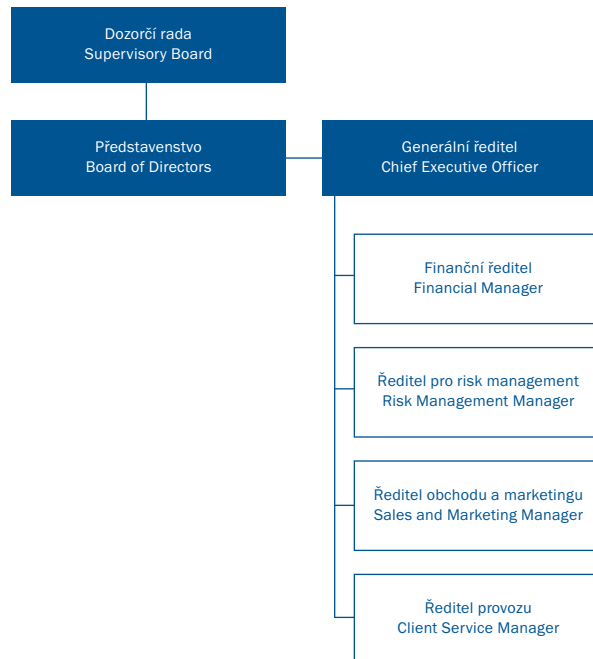 Dozorčí rada
Supervisory Board
Představenstvo
Board of Directors
Generální ředitel
Chief Executive Officer
Finanční ředitel
Financial Manager
Ředitel pro risk management
Risk Management Manager
Ředitel obchodu a marketingu
Sales and Marketing Manager
Ředitel provozu
Client Service Manager